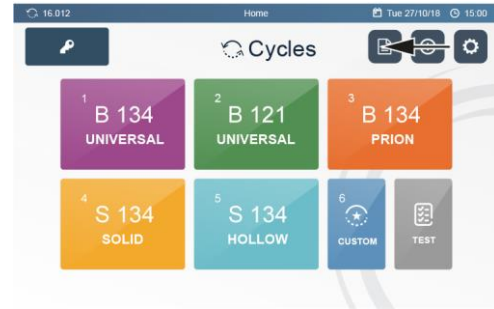 16.012 Home Tue 27/10/18 15:00
Cycles
1 2 3
B 134 B 121 B 134
UNIVERSAL UNIVERSAL PRION
4 5 6
S 134 S 134
SOLID HOLLOW CUSTOM TEST